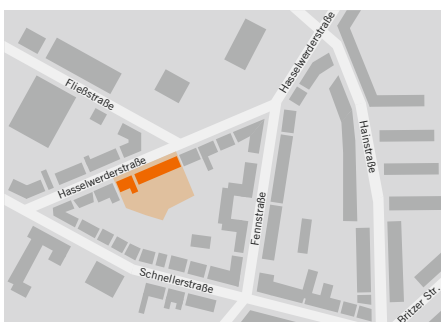 Hasselwerderstraße
Fließstraße
Hainstraße
Hasselwerderstraße
Fennstraße
Schnellerstraße
Britzer Str.